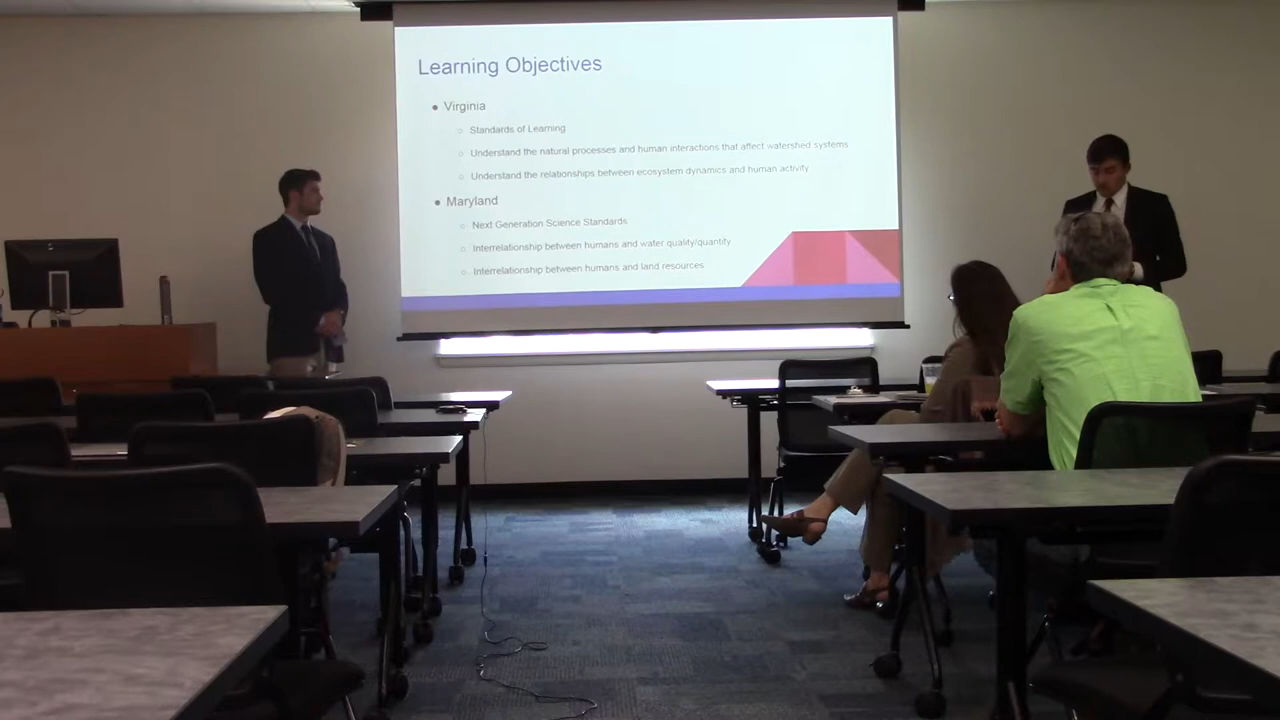 Learning Objectives
Virginia
Standards of Learning
Understand the natural processes and human interactions that affect watershed systems
Understand the relationships between ecosystem dynamics and human activity
Maryland
Next Generation Science Standards
Interrelationship between humans and water quality/quantity
Interrelationship between humans and land resources